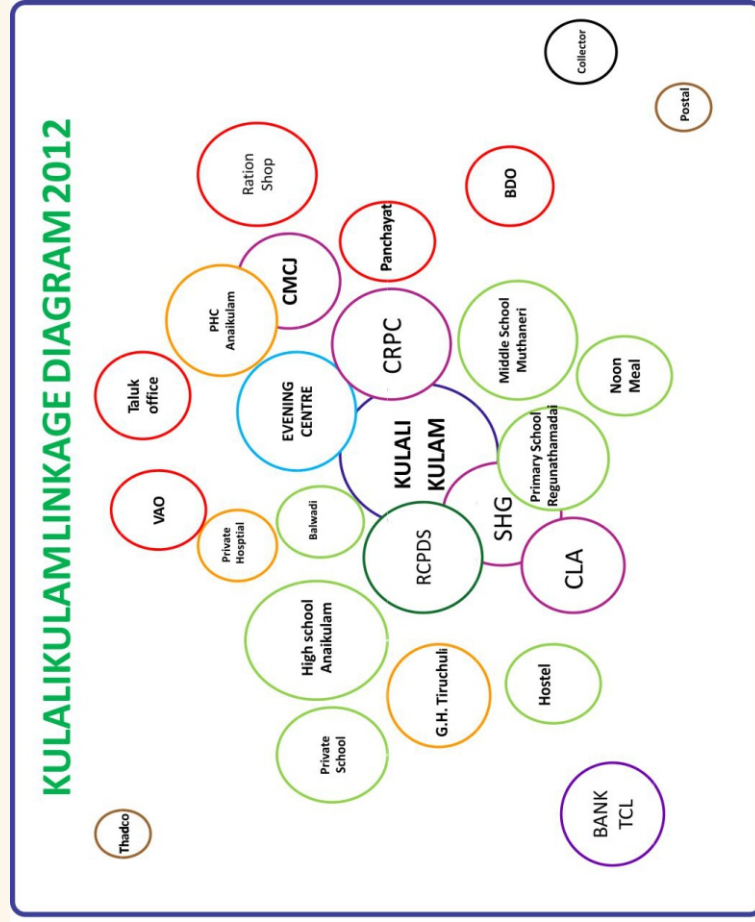 KULALIKULAM LINKAGE DIAGRAM 2012
Thadco
VAO
Taluk
office
Private
Hosptial
PHC
Anaikulam
Ration
Shop
Private
School
High school
Anaikulam
Balwadi
EVENING
CENTRE
CMCJ
G.H. Tiruchuli
RCPDS
KULALI
KULAM
CRPC
Panchayat
Hostel
CLA
SHG
Primary School
Regunathamadai
Middle School
Muthaneri
BDO
BANK
TCL
Noon
Meal
Collector
Postal